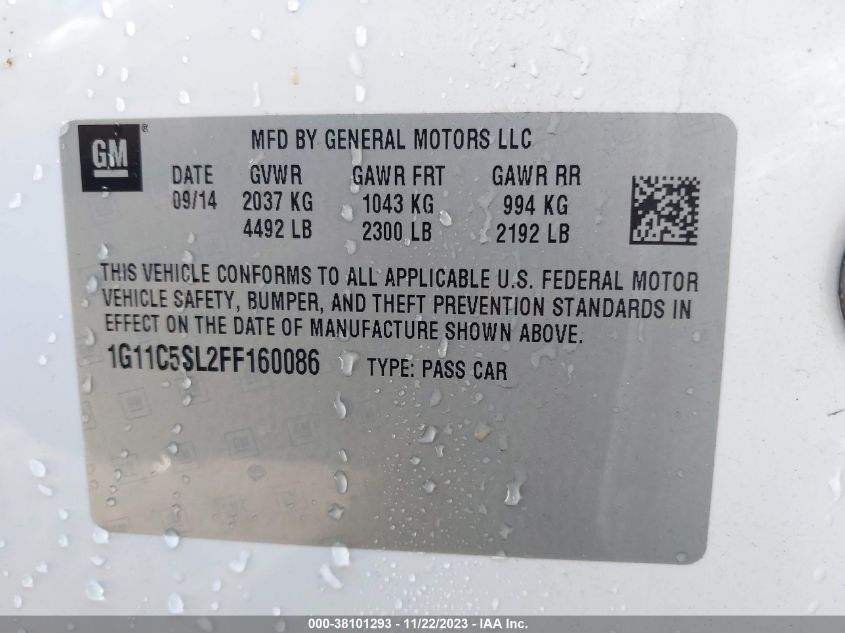 GM®
MFD BY GENERAL MOTORS LLC
DATE GVWR GAWR FRT GAWR RR
09/14 2037 KG 1043 KG 994 KG
4492 LB 2300 LB 2192 LB
THIS VEHICLE CONFORMS TO ALL APPLICABLE U.S. FEDERAL MOTOR
VEHICLE SAFETY, BUMPER, AND THEFT PREVENTION STANDARDS IN
EFFECT ON THE DATE OF MANUFACTURE SHOWN ABOVE.
1G11C5SL2FF160086 TYPE: PASS CAR
000-38101293 - 11/22/2023 - IAA Inc.